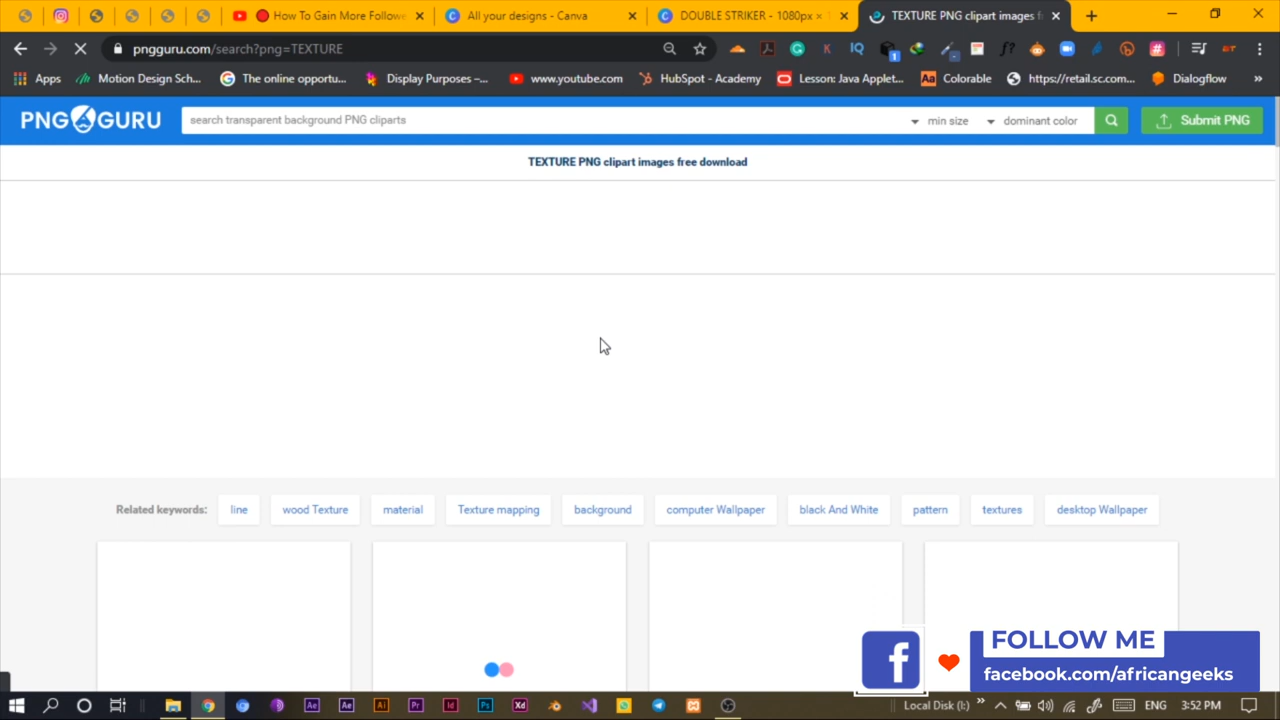 How To Gain More Followe
All your designs - Canva
DOUBLE STRIKER - 1080px ×
TEXTURE PNG clipart images f
pngguru.com/search?png=TEXTURE
Apps
Motion Design Sch...
The online opportu...
Display Purposes –...
www.youtube.com
HubSpot - Academy
Lesson: Java Applet...
Colorable
https://retail.sc.com...
Dialogflow
PNG GURU
search transparent background PNG cliparts
min size
dominant color
Submit PNG
TEXTURE PNG clipart images free download
Related keywords:
line
wood Texture
material
Texture mapping
background
computer Wallpaper
black And White
pattern
textures
desktop Wallpaper
FOLLOW ME
facebook.com/africangeeks
Local Disk (I:)
ENG
3:52 PM